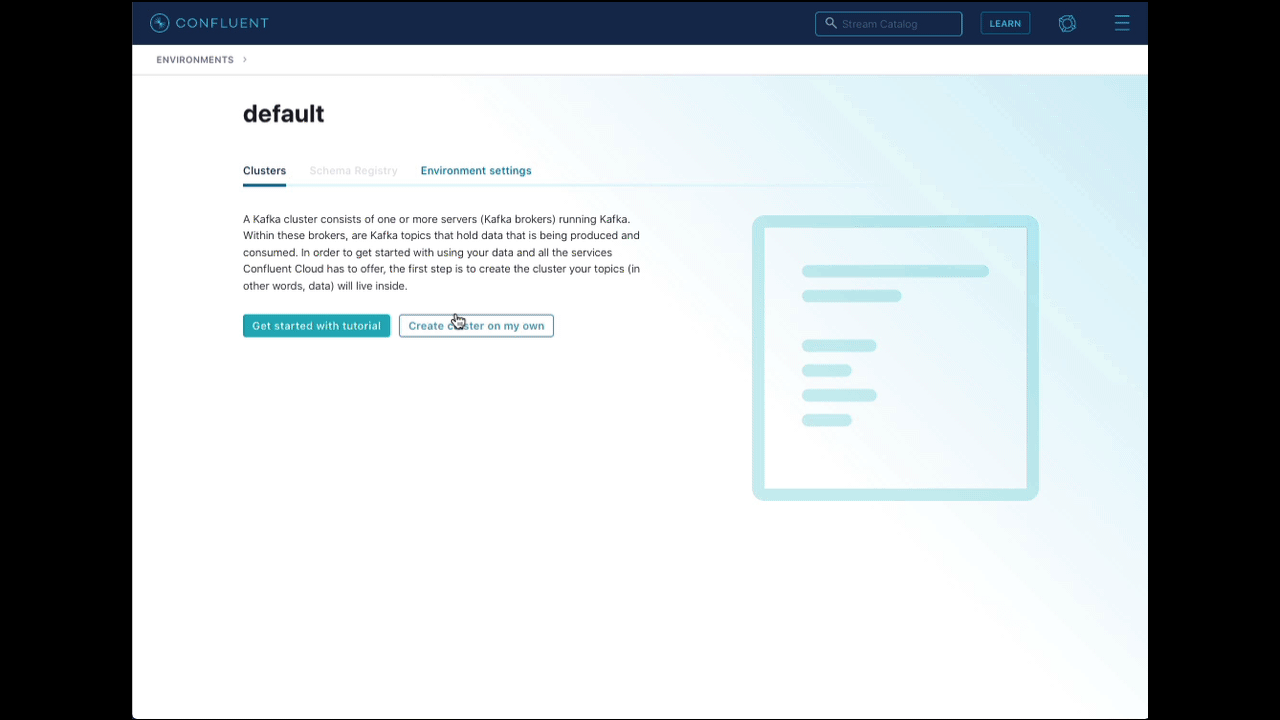 CONFLUENT
Stream Catalog
LEARN
ENVIRONMENTS >
default
Clusters
Schema Registry
Environment settings
A Kafka cluster consists of one or more servers (Kafka brokers) running Kafka.
Within these brokers, are Kafka topics that hold data that is being produced and
consumed. In order to get started with using your data and all the services
Confluent Cloud has to offer, the first step is to create the cluster your topics (in
other words, data) will live inside.
Get started with tutorial
Create cluster on my own